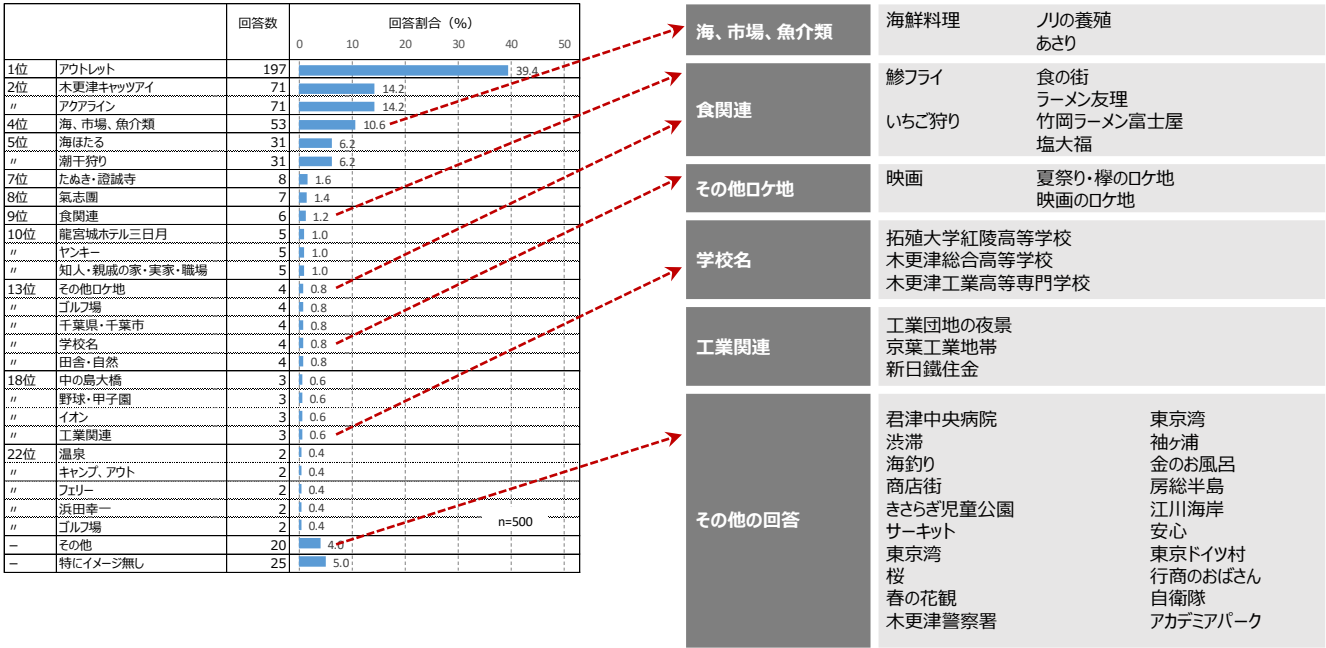 回答数 回答割合（%）
0 10 20 30 40 50
1位 アウトレット 197 39.4
2位 木更津キャッツアイ 71 14.2
〃 アクアライン 71 14.2
4位 海、市場、魚介類 53 10.6
5位 海ほたる 31 6.2
〃 潮干狩り 31 6.2
7位 たぬき・證誠寺 8 1.6
8位 氣志團 7 1.4
9位 食関連 6 1.2
10位 龍宮城ホテル三日月 5 1.0
〃 ヤンキー 5 1.0
〃 知人・親戚の家・実家・職場 5 1.0
13位 その他ロケ地 4 0.8
〃 ゴルフ場 4 0.8
〃 千葉県・千葉市 4 0.8
〃 学校名 4 0.8
〃 田舎・自然 4 0.8
18位 中の島大橋 3 0.6
〃 野球・甲子園 3 0.6
〃 イオン 3 0.6
〃 工業関連 3 0.6
22位 温泉 2 0.4
〃 キャンプ、アウト 2 0.4
〃 フェリー 2 0.4
〃 浜田幸一 2 0.4
〃 ゴルフ場 2 0.4
n=500
－ その他 20 4.0
－ 特にイメージ無し 25 5.0
海、市場、魚介類
海鮮料理 ノリの養殖
あさり
食関連
鯵フライ 食の街
ラーメン友理
いちご狩り 竹岡ラーメン富士屋
塩大福
その他ロケ地
映画 夏祭り・欅のロケ地
映画のロケ地
学校名
拓殖大学紅陵高等学校
木更津総合高等学校
木更津工業高等専門学校
工業関連
工業団地の夜景
京葉工業地帯
新日鐵住金
その他の回答
君津中央病院 東京湾
渋滞 袖ヶ浦
海釣り 金のお風呂
商店街 房総半島
きさらぎ児童公園 江川海岸
サーキット 安心
東京湾 東京ドイツ村
桜 行商のおばさん
春の花観 自衛隊
木更津警察署 アカデミアパーク